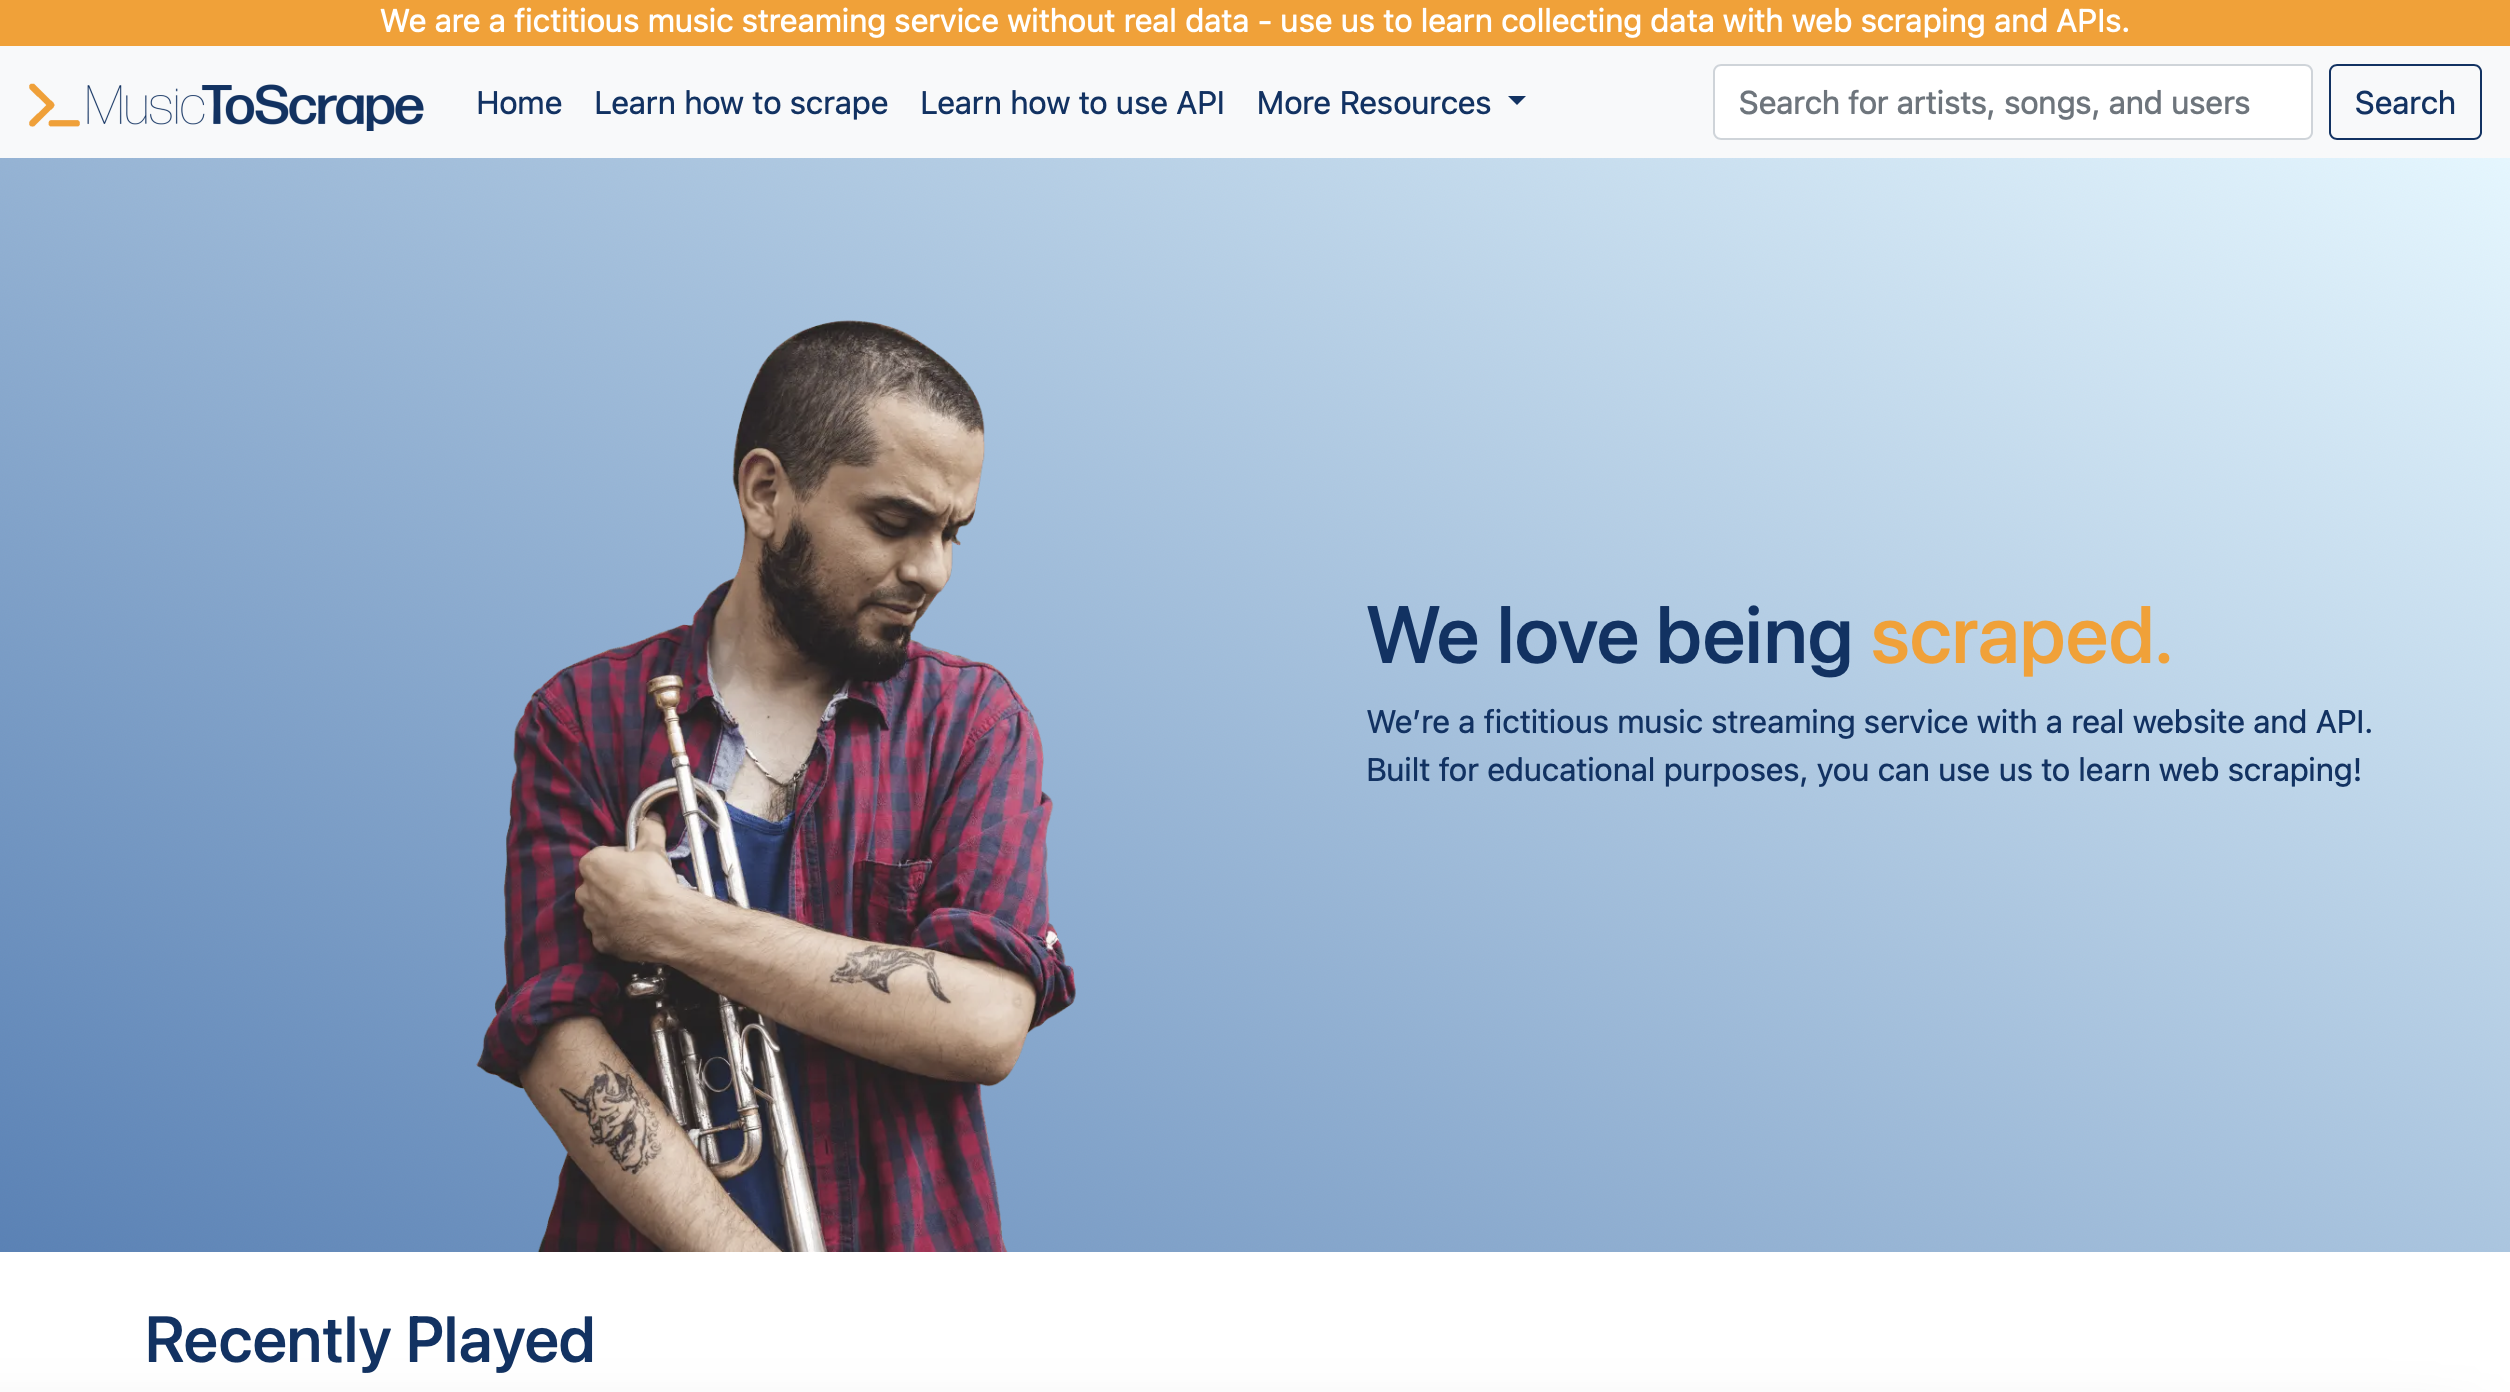 We are a fictitious music streaming service without real data - use us to learn collecting data with web scraping and APIs.
>_MusicToScrape
Home
Learn how to scrape
Learn how to use API
More Resources
Search for artists, songs, and users
Search
We love being scraped.
We’re a fictitious music streaming service with a real website and API.
Built for educational purposes, you can use us to learn web scraping!
Recently Played